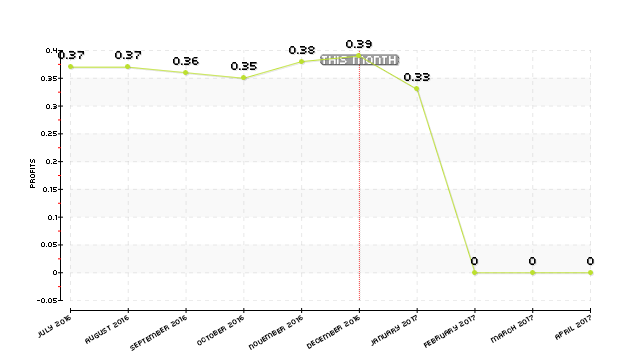 0.39
0.38
0.37
0.37
0.36
0.35
0.33
THIS MONTH
0.4
0.35
0.3
0.25
0.2
0.15
0.1
0.05
0
-0.05
PROFITS
0
0
0
JULY 2016
AUGUST 2016
SEPTEMBER 2016
OCTOBER 2016
NOVEMBER 2016
DECEMBER 2016
JANUARY 2017
FEBRUARY 2017
MARCH 2017
APRIL 2017